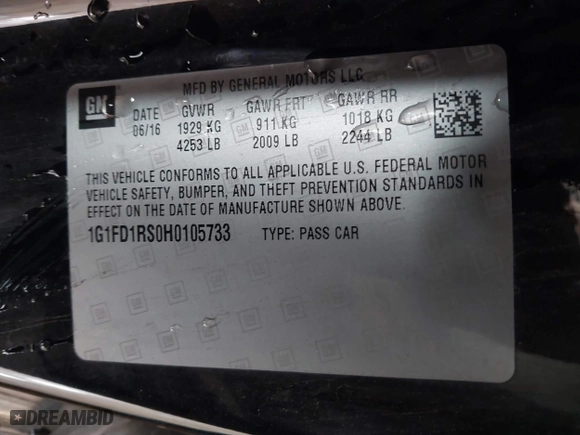 MFD BY GENERAL MOTORS LLC
GM DATE GVWR GAWR FRT GAWR RR
06/16 1929 KG 911 KG 1018 KG
4253 LB 2009 LB 2244 LB
THIS VEHICLE CONFORMS TO ALL APPLICABLE U.S. FEDERAL MOTOR
VEHICLE SAFETY, BUMPER, AND THEFT PREVENTION STANDARDS IN
EFFECT ON THE DATE OF MANUFACTURE SHOWN ABOVE.
1G1FD1RS0H0105733 TYPE: PASS CAR
DREAMBID